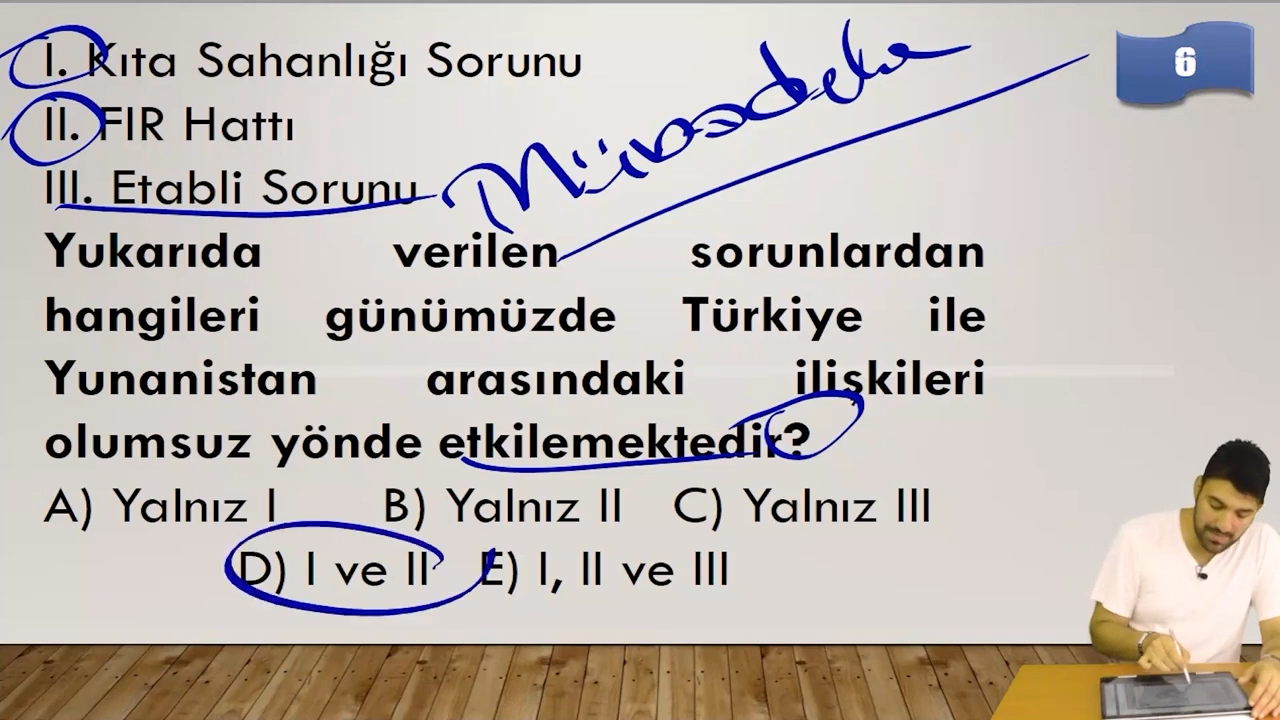 I. Kıta Sahanlığı Sorunu
6
II. FIR Hattı
III. Etabli Sorunu
Mübadele
Yukarıda verilen sorunlardan
hangileri günümüzde Türkiye ile
Yunanistan arasındaki ilişkileri
olumsuz yönde etkilemektedir?
A) Yalnız I B) Yalnız II C) Yalnız III
D) I ve II E) I, II ve III